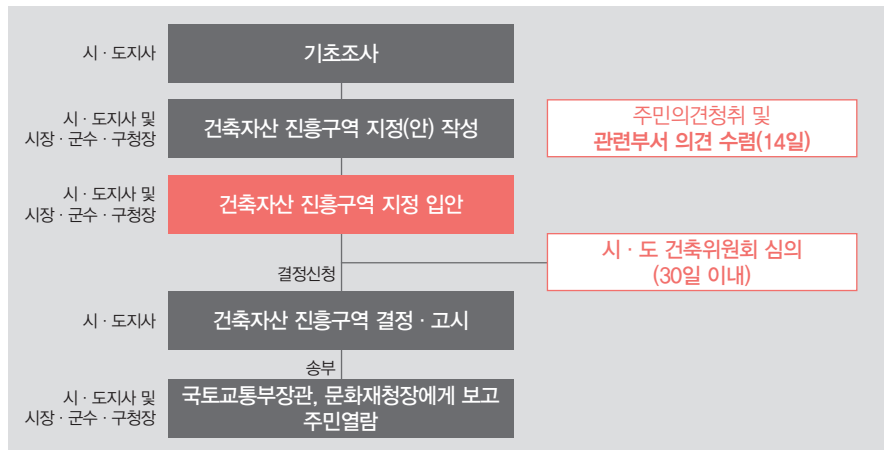 시 · 도지사
기초조사
시 · 도지사 및
시장 · 군수 · 구청장
건축자산 진흥구역 지정(안) 작성
주민의견청취 및
관련부서 의견 수렴(14일)
시 · 도지사 및
시장 · 군수 · 구청장
건축자산 진흥구역 지정 입안
시 · 도 건축위원회 심의
(30일 이내)
결정신청
시 · 도지사
건축자산 진흥구역 결정 · 고시
송부
시 · 도지사 및
시장 · 군수 · 구청장
국토교통부장관, 문화재청장에게 보고
주민열람